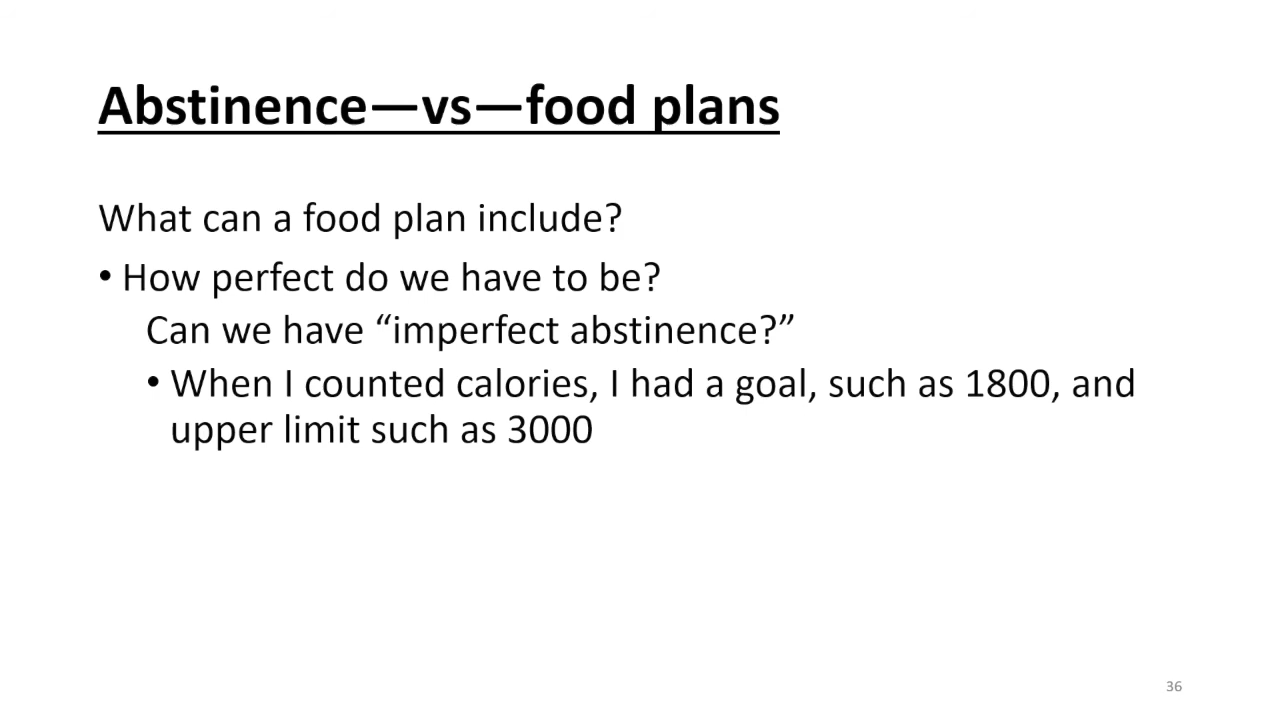 Abstinence—vs—food plans
What can a food plan include?
• How perfect do we have to be?
Can we have “imperfect abstinence?”
• When I counted calories, I had a goal, such as 1800, and
upper limit such as 3000
36